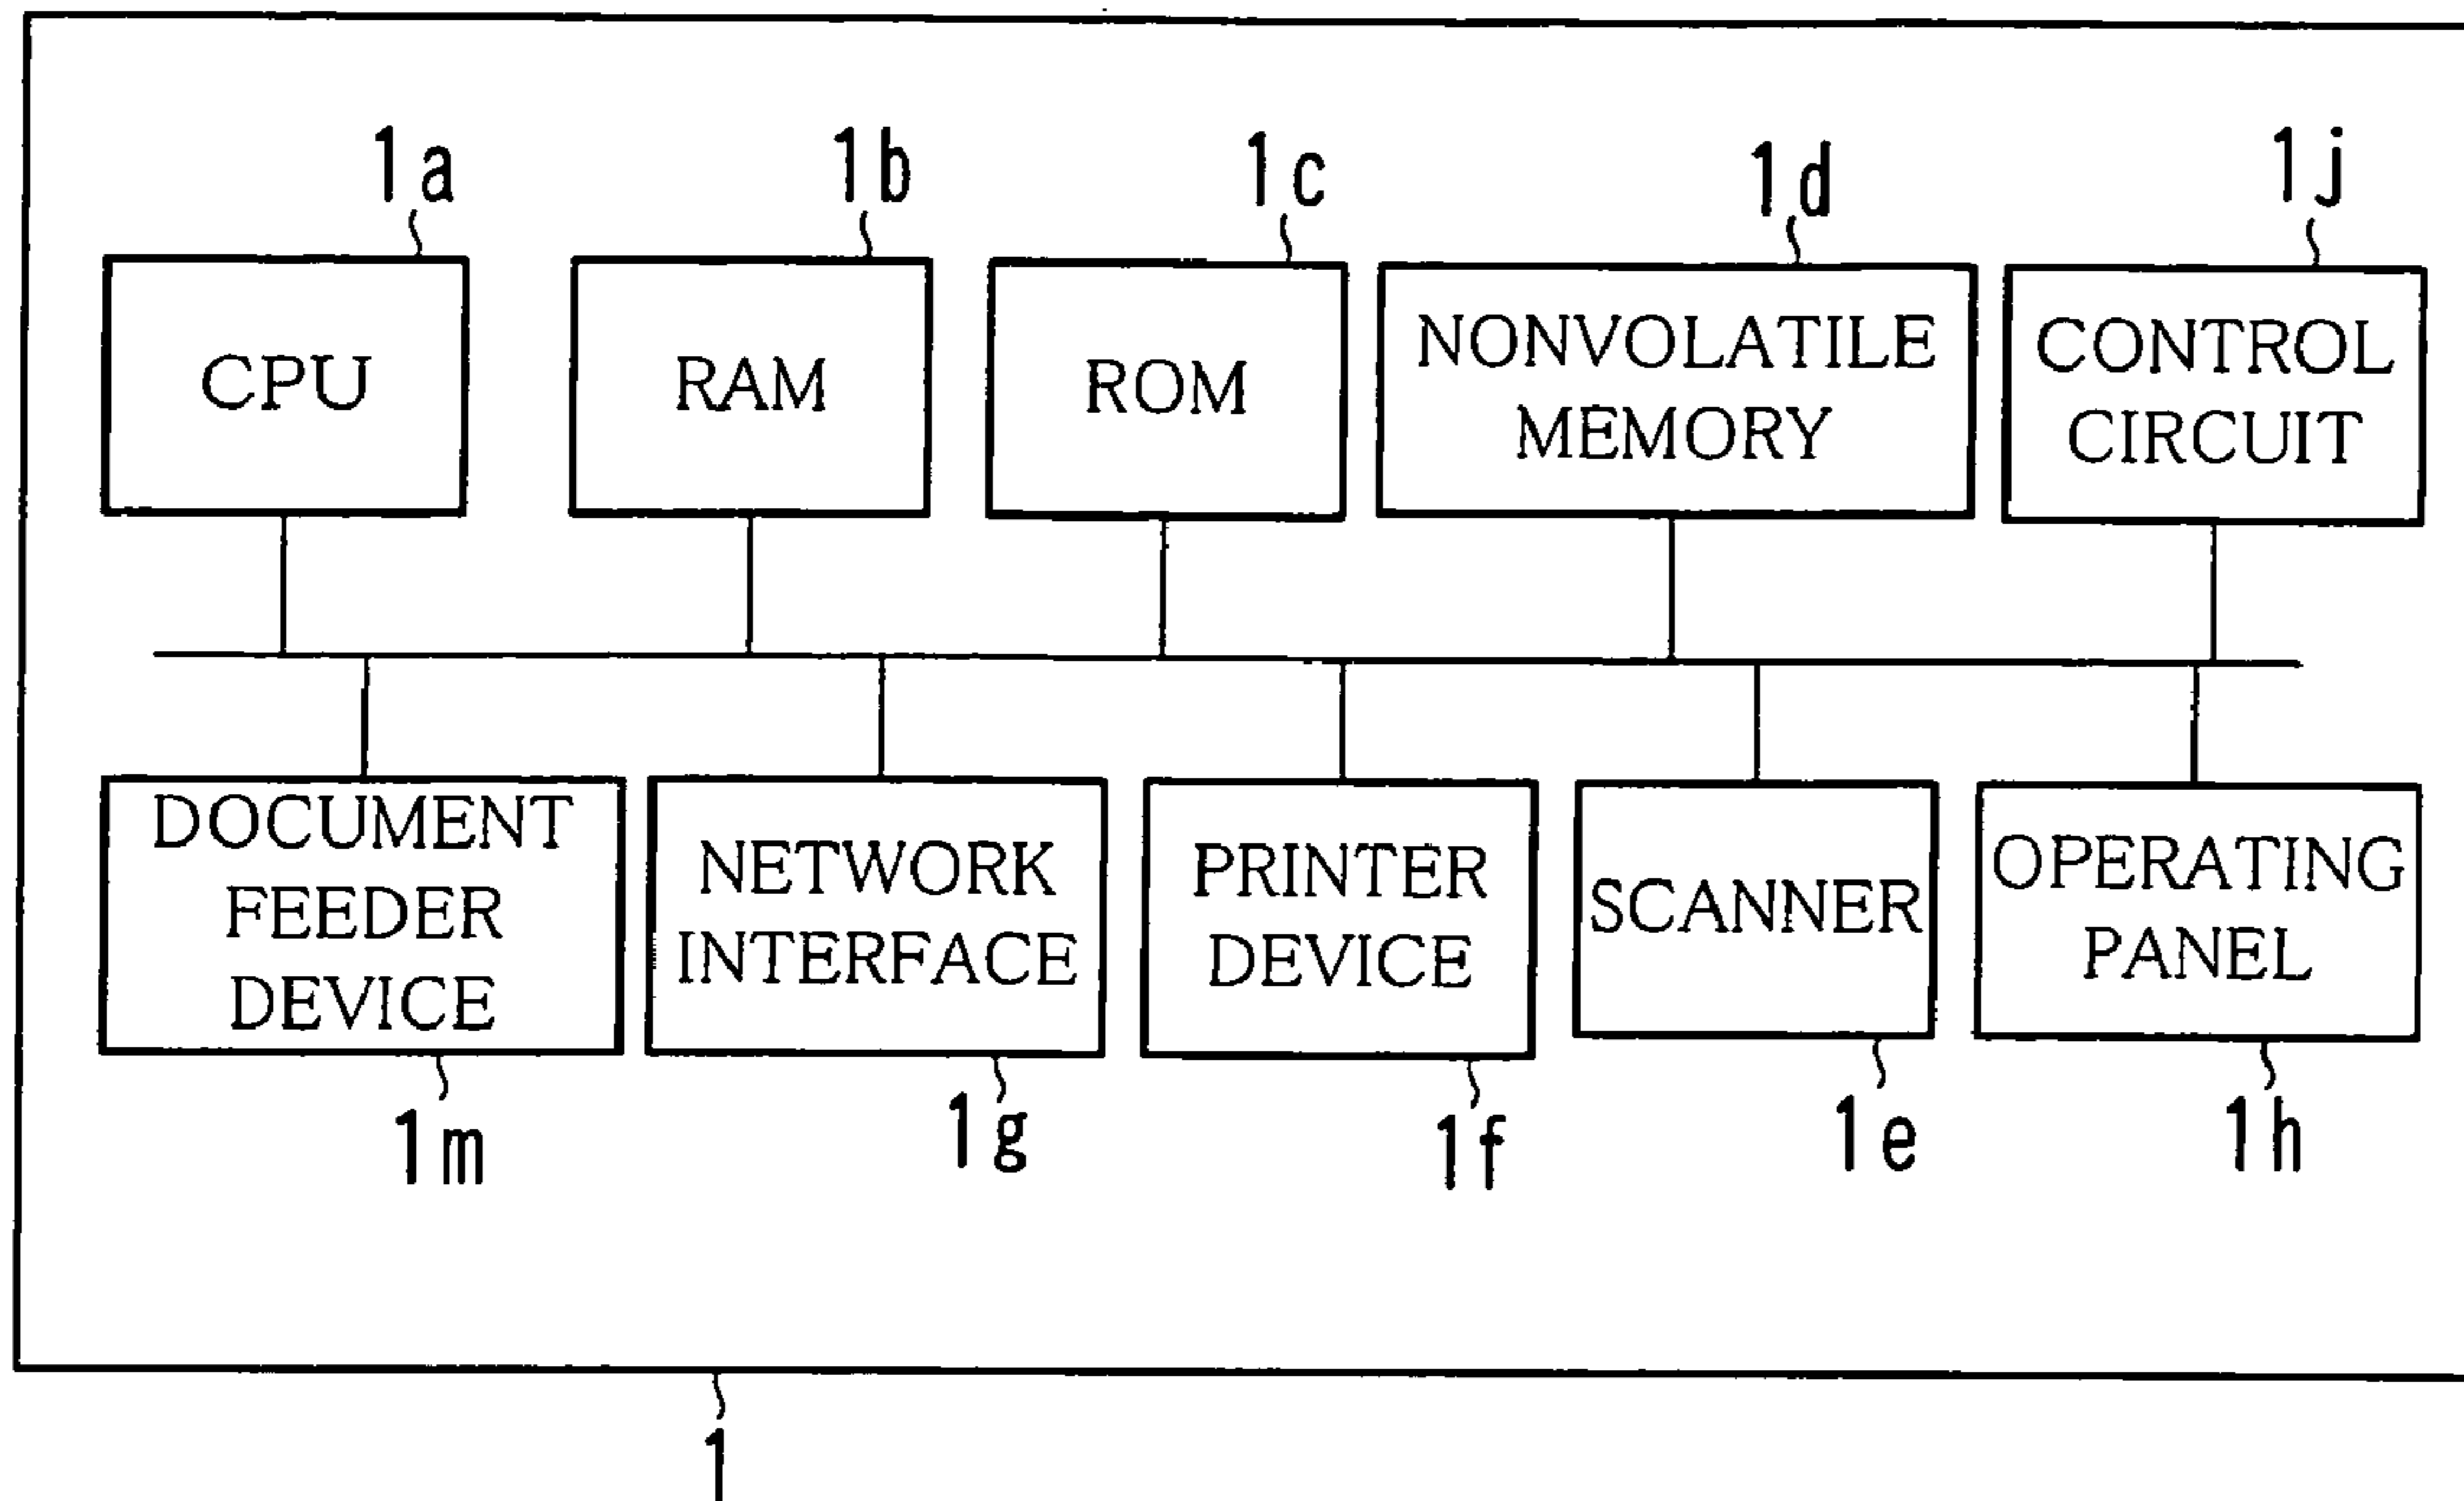 1a
1b
1c
1d
1j
CPU
RAM
ROM
NONVOLATILE
MEMORY
CONTROL
CIRCUIT
DOCUMENT
FEEDER
DEVICE
NETWORK
INTERFACE
PRINTER
DEVICE
SCANNER
OPERATING
PANEL
1m
1g
1f
1e
1h
1